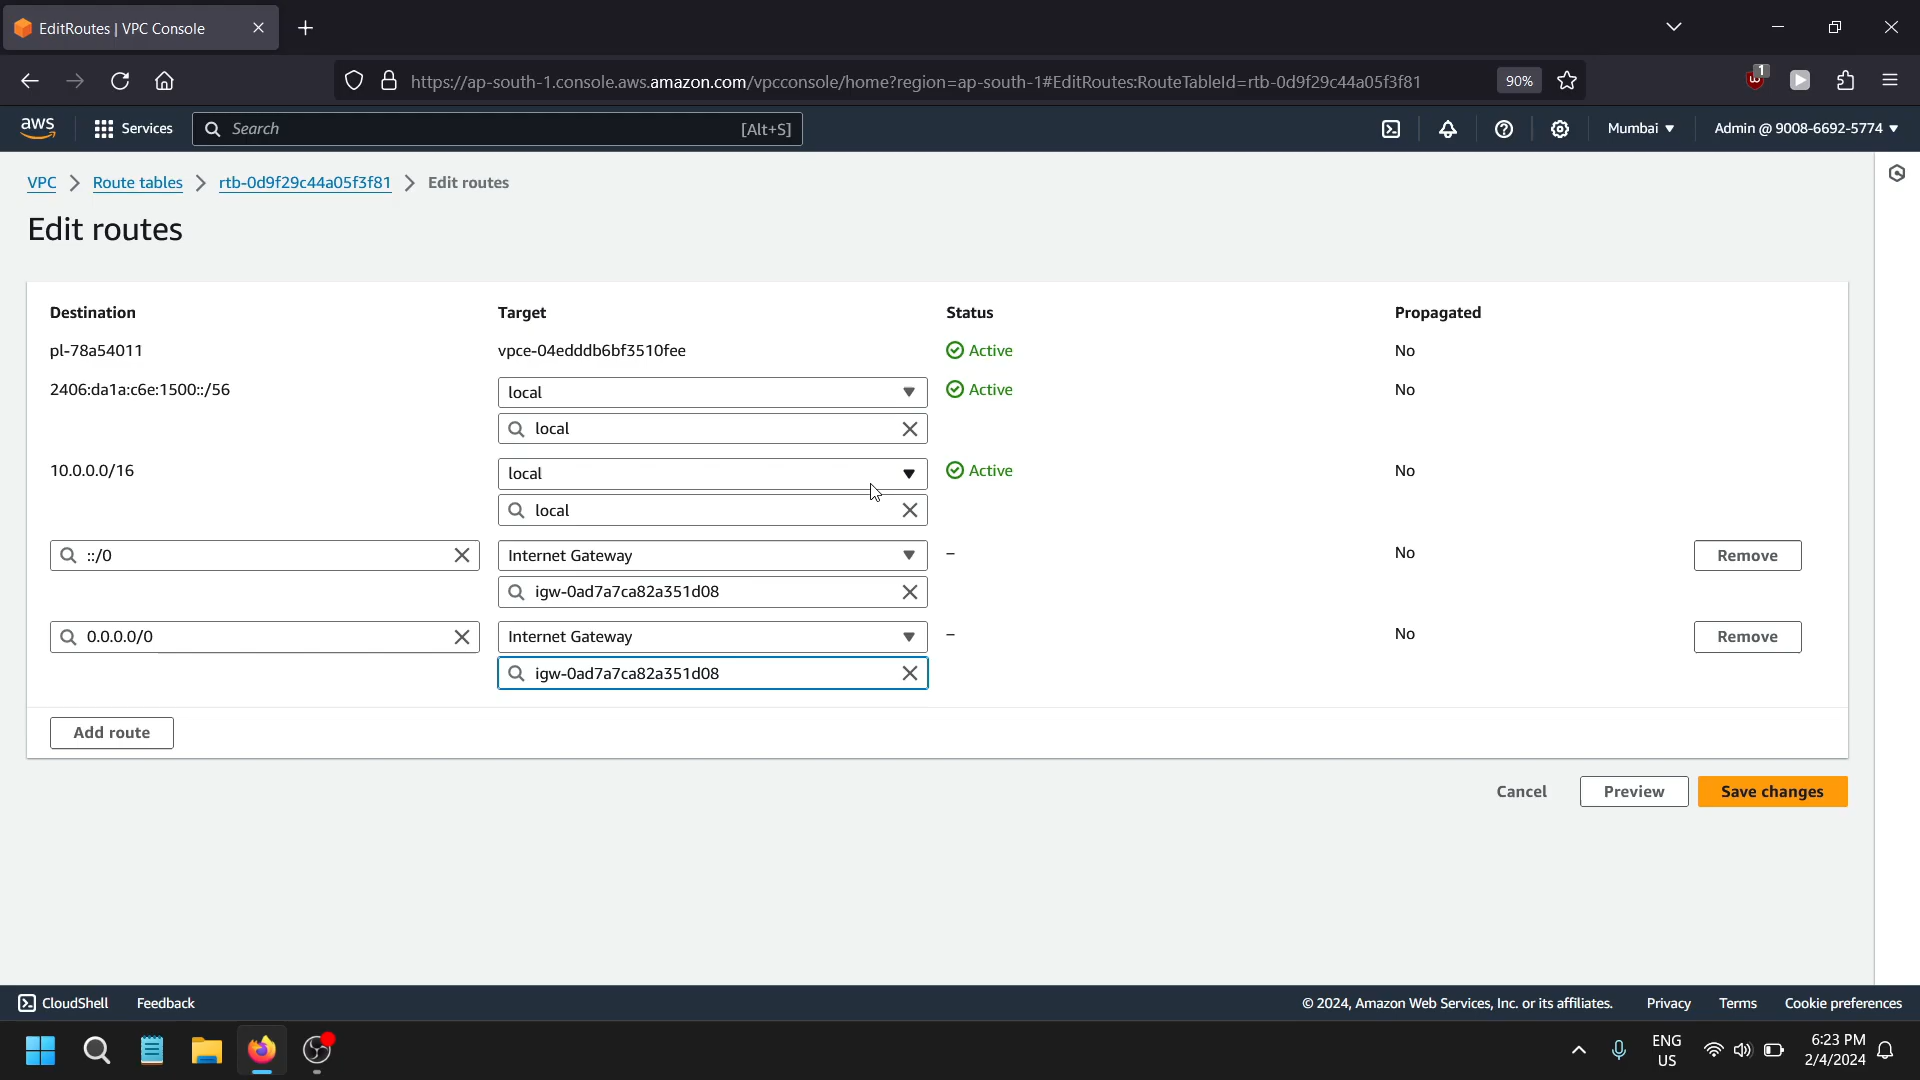 EditRoutes | VPC Console
https://ap-south-1.console.aws.amazon.com/vpcconsole/home?region=ap-south-1#EditRoutes:RouteTableId=rtb-0d9f29c44a05f3f81
90%
1
aws
Services
Search
[Alt+S]
Mumbai
Admin @ 9008-6692-5774
VPC
Route tables
rtb-0d9f29c44a05f3f81
Edit routes
Edit routes
Destination
Target
Status
Propagated
pl-78a54011
vpce-04edddb6bf3510fee
Active
No
2406:da1a:c6e:1500::/56
local
Active
No
local
10.0.0.0/16
local
Active
No
local
::/0
Internet Gateway
–
No
Remove
igw-0ad7a7ca82a351d08
0.0.0.0/0
Internet Gateway
–
No
Remove
igw-0ad7a7ca82a351d08
Add route
Cancel
Preview
Save changes
CloudShell
Feedback
© 2024, Amazon Web Services, Inc. or its affiliates.
Privacy
Terms
Cookie preferences
ENG
US
6:23 PM
2/4/2024